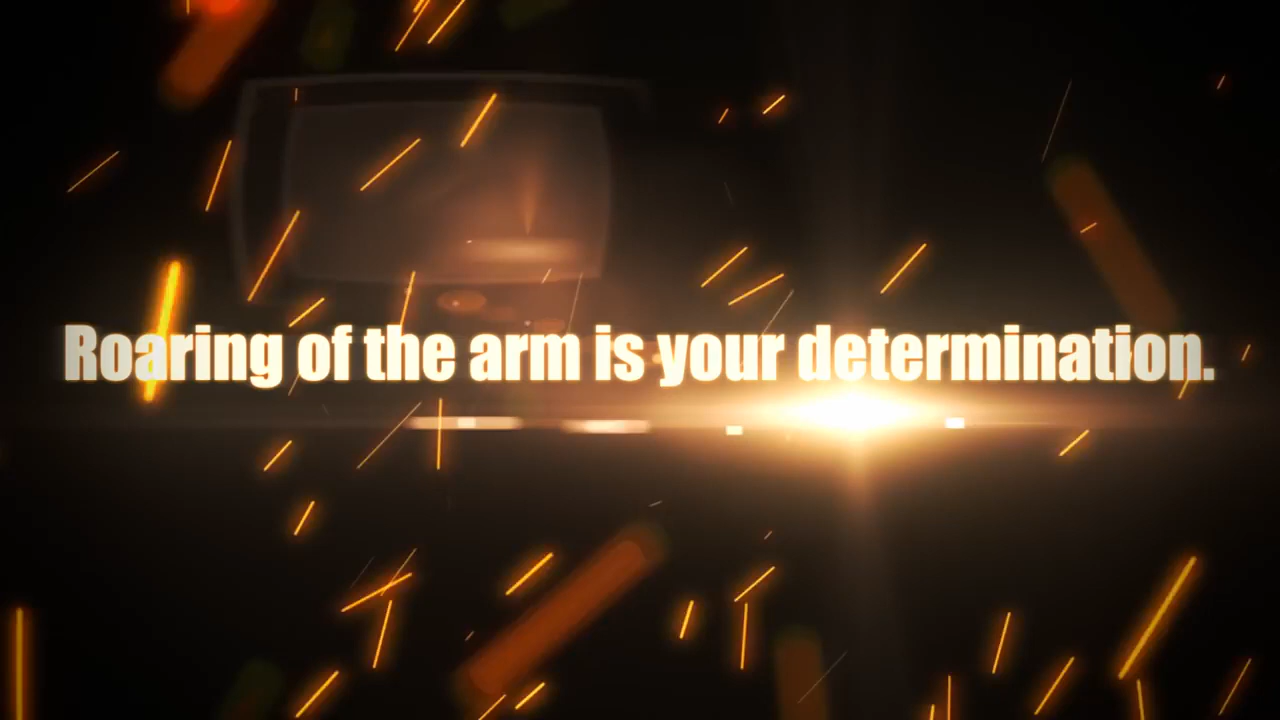 Roaring of the arm is your determination.